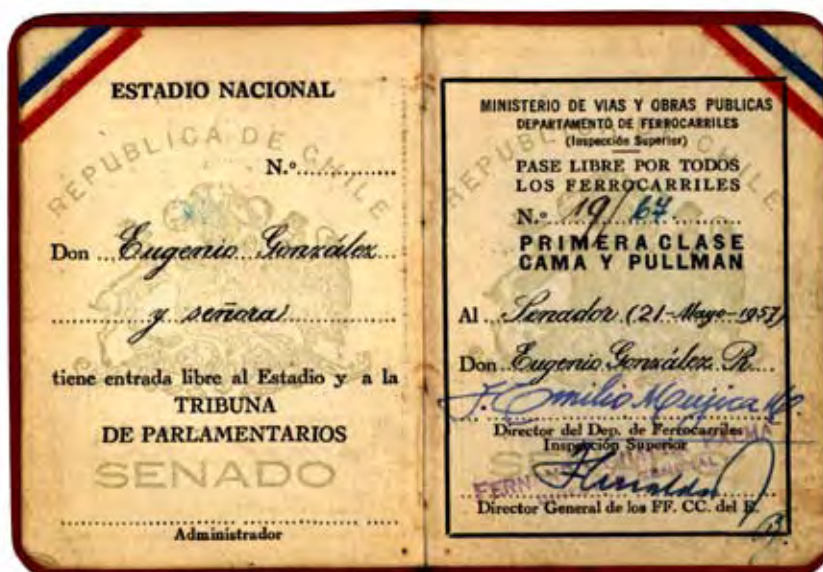 ESTADIO NACIONAL
REPUBLICA DE CHILE
N.º
Don Eugenio González
y señora
tiene entrada libre al Estadio y a la
TRIBUNA
DE PARLAMENTARIOS
SENADO
Administrador
MINISTERIO DE VIAS Y OBRAS PUBLICAS
DEPARTAMENTO DE FERROCARRILES
(Inspección Superior)
PASE LIBRE POR TODOS
LOS FERROCARRILES
REPUBLICA DE CHILE
N.º 19/67.
PRIMERA CLASE
CAMA Y PULLMAN
Al Senador (21-Mayo-1957)
Don Eugenio González R.
Emilio Mujica
Director del Dep. de Ferrocarriles
Inspección Superior
SENADO
Director General de los FF. CC. del E.